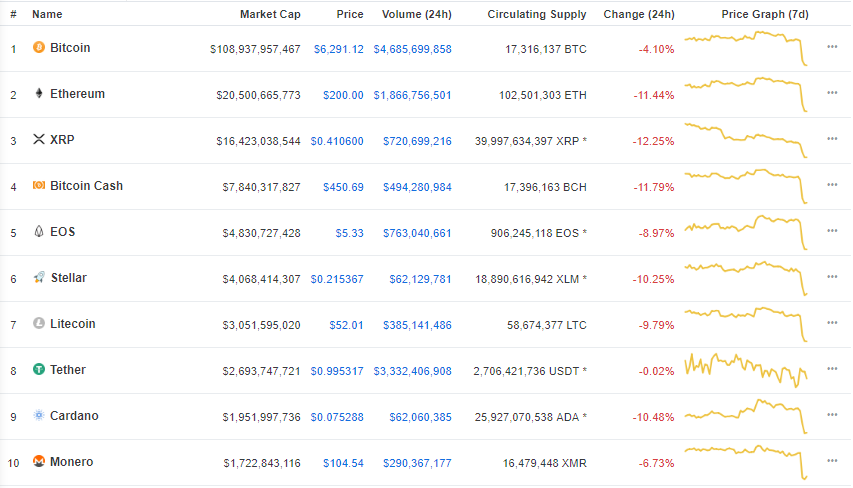 # Name Market Cap Price Volume (24h) Circulating Supply Change (24h) Price Graph (7d)
1 Bitcoin $108,937,957,467 $6,291.12 $4,685,699,858 17,316,137 BTC -4.10%
2 Ethereum $20,500,665,773 $200.00 $1,866,756,501 102,501,303 ETH -11.44%
3 XRP $16,423,038,544 $0.410600 $720,699,216 39,997,634,397 XRP * -12.25%
4 Bitcoin Cash $7,840,317,827 $450.69 $494,280,984 17,396,163 BCH -11.79%
5 EOS $4,830,727,428 $5.33 $763,040,661 906,245,118 EOS * -8.97%
6 Stellar $4,068,414,307 $0.215367 $62,129,781 18,890,616,942 XLM * -10.25%
7 Litecoin $3,051,595,020 $52.01 $385,141,486 58,674,377 LTC -9.79%
8 Tether $2,693,747,721 $0.995317 $3,332,406,908 2,706,421,736 USDT * -0.02%
9 Cardano $1,951,997,736 $0.075288 $62,060,385 25,927,070,538 ADA * -10.48%
10 Monero $1,722,843,116 $104.54 $290,367,177 16,479,448 XMR -6.73%